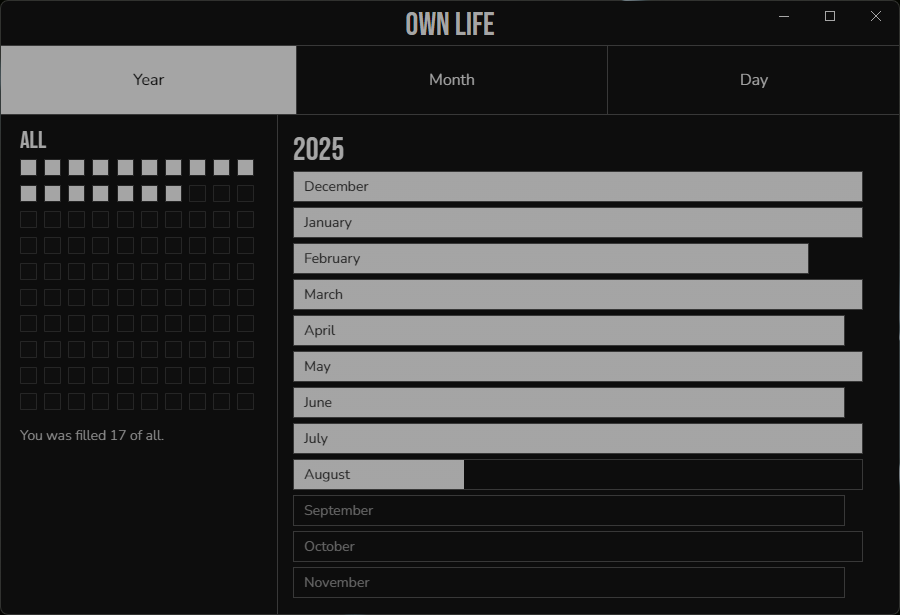 OWN LIFE
Year
Month
Day
ALL
You was filled 17 of all.
2025
December
January
February
March
April
May
June
July
August
September
October
November